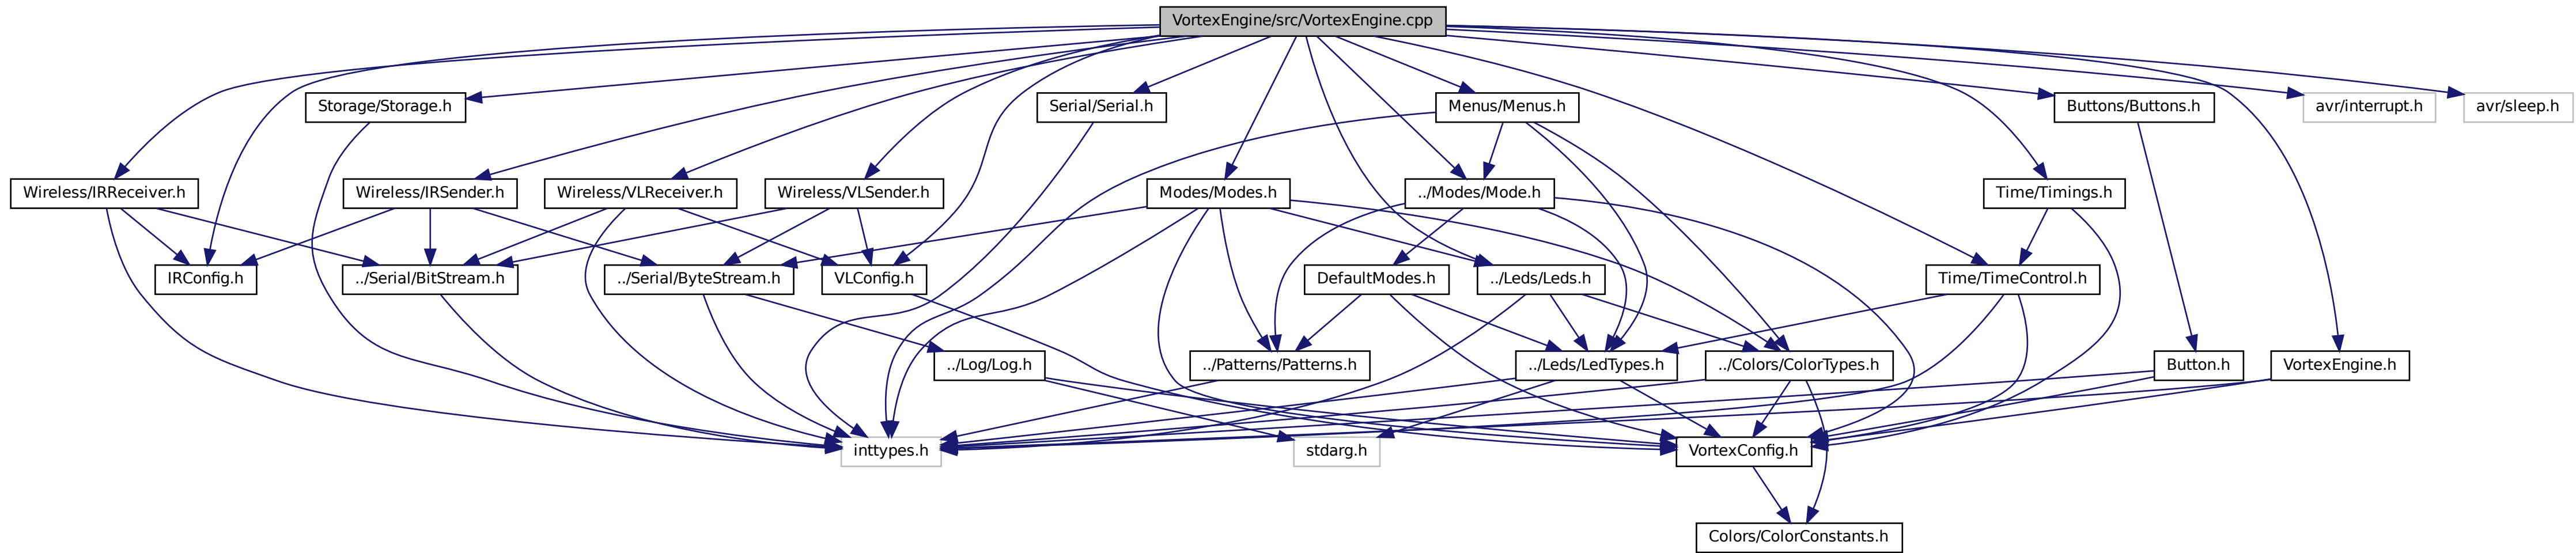 VortexEngine/src/VortexEngine.cpp
Storage/Storage.h
Serial/Serial.h
Menus/Menus.h
Buttons/Buttons.h
avr/interrupt.h
avr/sleep.h
Wireless/IRReceiver.h
Wireless/IRSender.h
Wireless/VLReceiver.h
Wireless/VLSender.h
Modes/Modes.h
../Modes/Mode.h
Time/Timings.h
IRConfig.h
../Serial/BitStream.h
../Serial/ByteStream.h
VLConfig.h
DefaultModes.h
../Leds/Leds.h
Time/TimeControl.h
../Log/Log.h
../Patterns/Patterns.h
../Leds/LedTypes.h
../Colors/ColorTypes.h
Button.h
VortexEngine.h
inttypes.h
stdarg.h
VortexConfig.h
Colors/ColorConstants.h